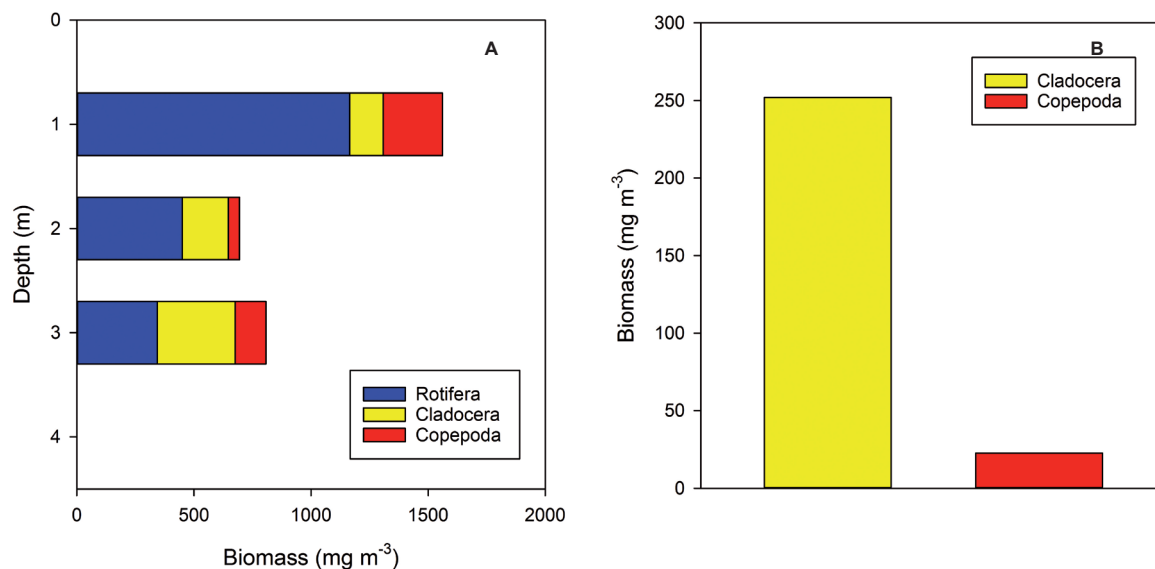 A
0
1
2
3
4
Depth (m)
0
500
1000
1500
2000
Biomass (mg m⁻³)
Rotifera
Cladocera
Copepoda
B
300
250
200
150
100
50
0
Biomass (mg m⁻³)
Cladocera
Copepoda